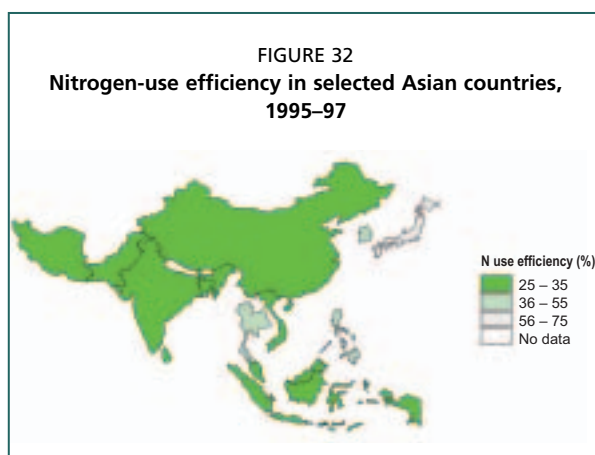 FIGURE 32
Nitrogen-use efficiency in selected Asian countries,
1995–97
N use efficiency (%)
25 – 35
36 – 55
56 – 75
No data